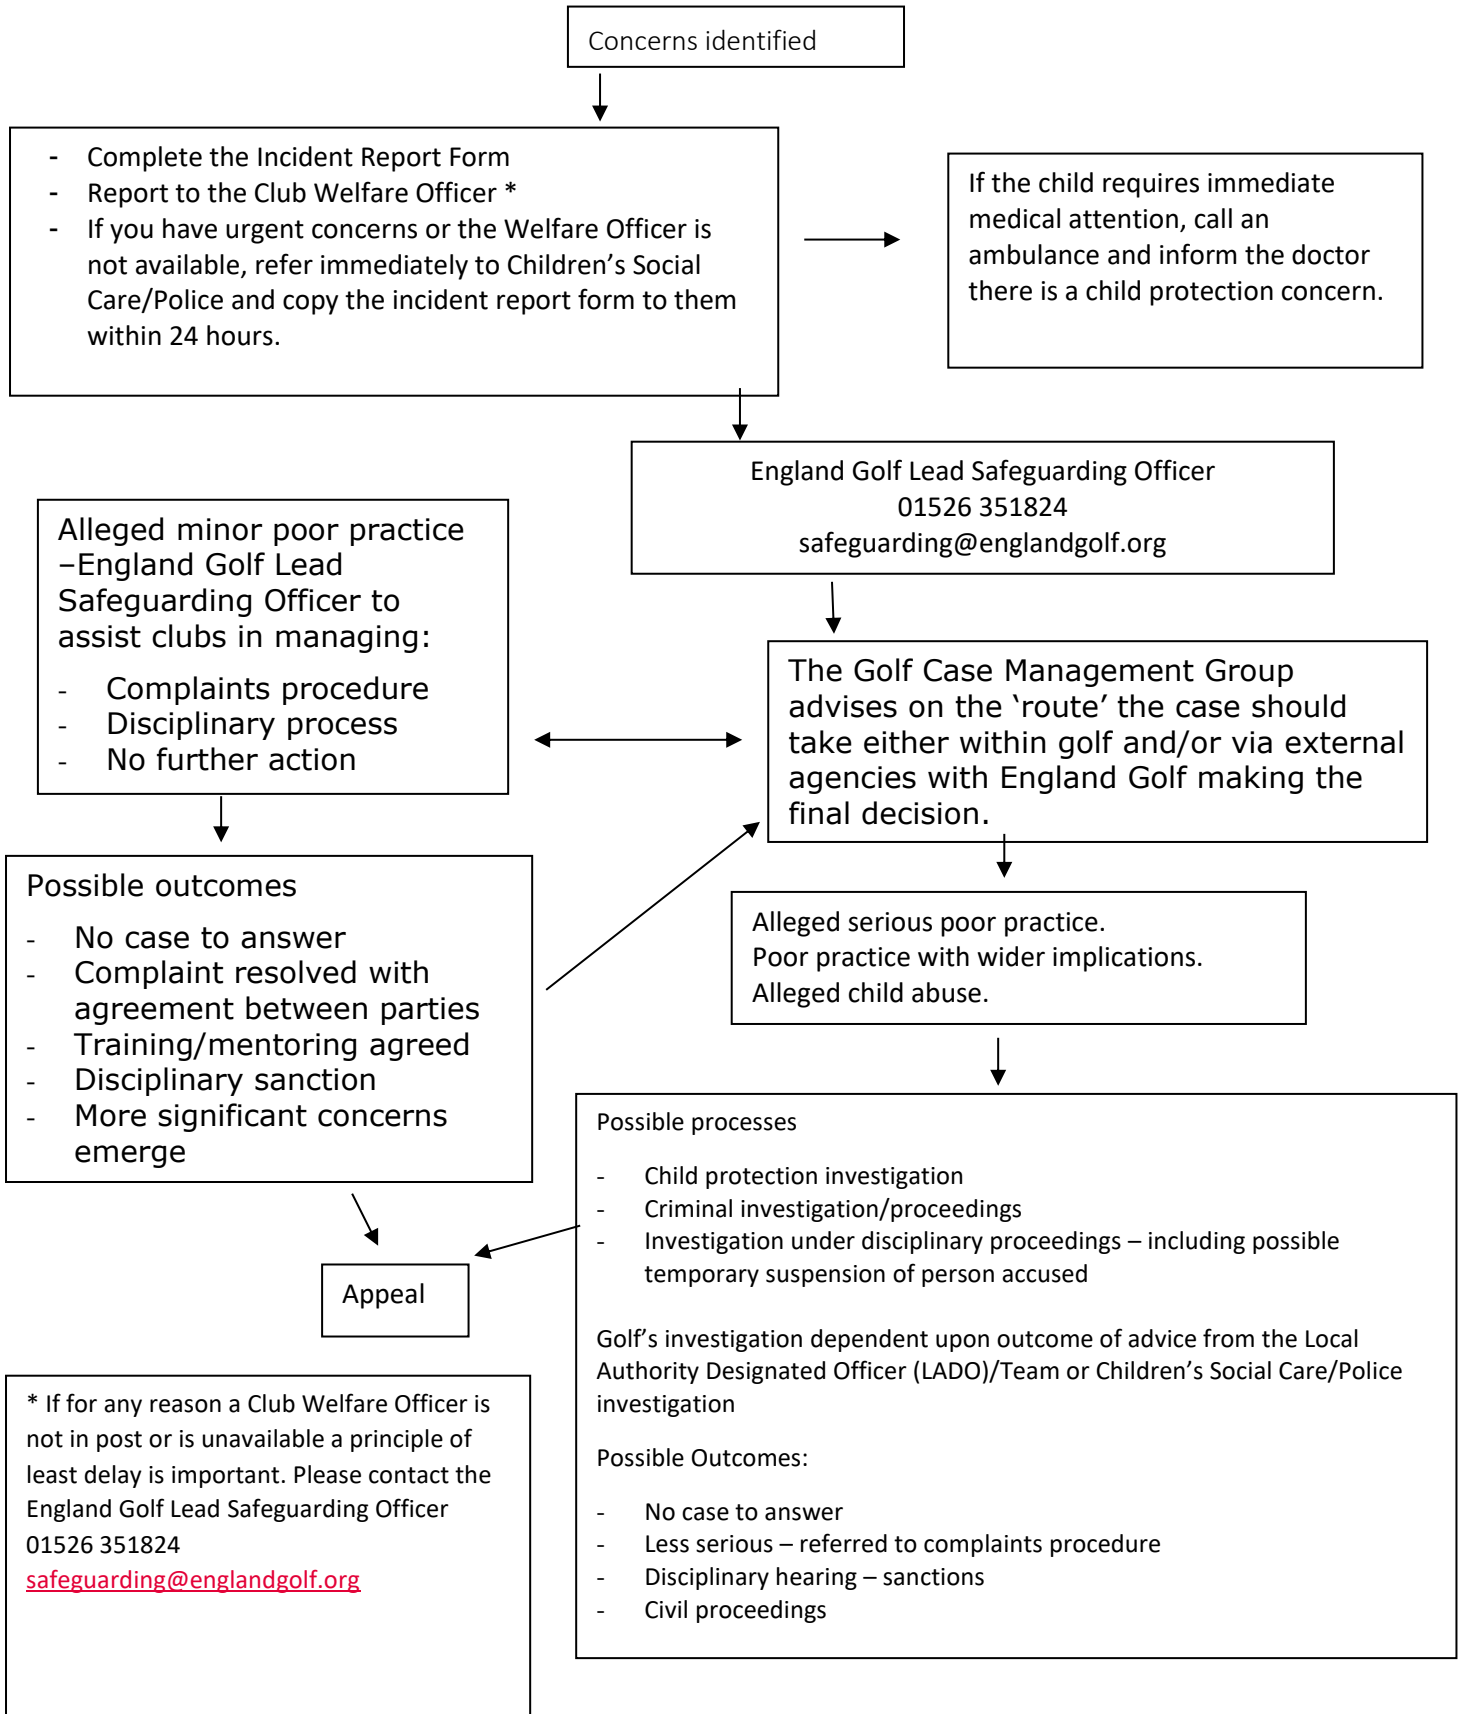 Concerns identified
- Complete the Incident Report Form
- Report to the Club Welfare Officer *
- If you have urgent concerns or the Welfare Officer is
not available, refer immediately to Children’s Social
Care/Police and copy the incident report form to them
within 24 hours.
If the child requires immediate
medical attention, call an
ambulance and inform the doctor
there is a child protection concern.
England Golf Lead Safeguarding Officer
01526 351824
safeguarding@englandgolf.org
Alleged minor poor practice
–England Golf Lead
Safeguarding Officer to
assist clubs in managing:
- Complaints procedure
- Disciplinary process
- No further action
The Golf Case Management Group
advises on the ‘route’ the case should
take either within golf and/or via external
agencies with England Golf making the
final decision.
Possible outcomes
- No case to answer
- Complaint resolved with
agreement between parties
- Training/mentoring agreed
- Disciplinary sanction
- More significant concerns
emerge
Alleged serious poor practice.
Poor practice with wider implications.
Alleged child abuse.
Possible processes
- Child protection investigation
- Criminal investigation/proceedings
- Investigation under disciplinary proceedings – including possible
temporary suspension of person accused
Golf’s investigation dependent upon outcome of advice from the Local
Authority Designated Officer (LADO)/Team or Children’s Social Care/Police
investigation
Possible Outcomes:
- No case to answer
- Less serious – referred to complaints procedure
- Disciplinary hearing – sanctions
- Civil proceedings
Appeal
* If for any reason a Club Welfare Officer is
not in post or is unavailable a principle of
least delay is important. Please contact the
England Golf Lead Safeguarding Officer
01526 351824
safeguarding@englandgolf.org